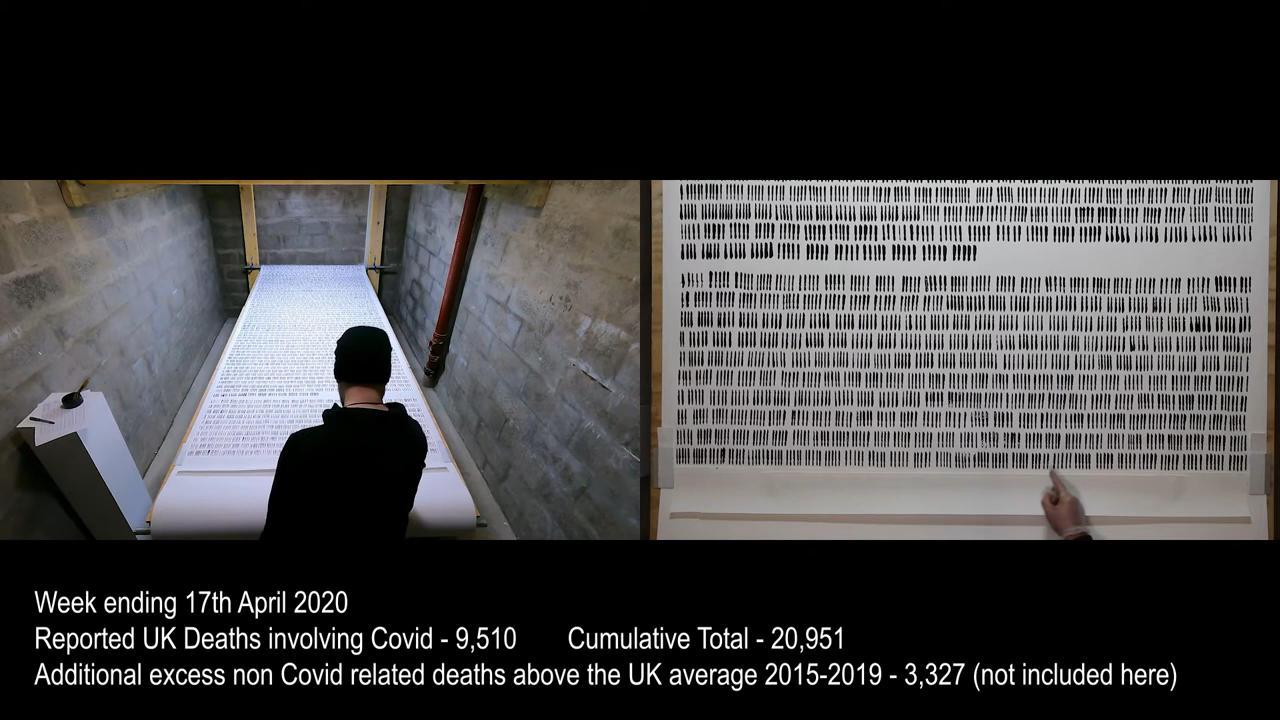 Week ending 17th April 2020
Reported UK Deaths involving Covid - 9,510 Cumulative Total - 20,951
Additional excess non Covid related deaths above the UK average 2015-2019 - 3,327 (not included here)